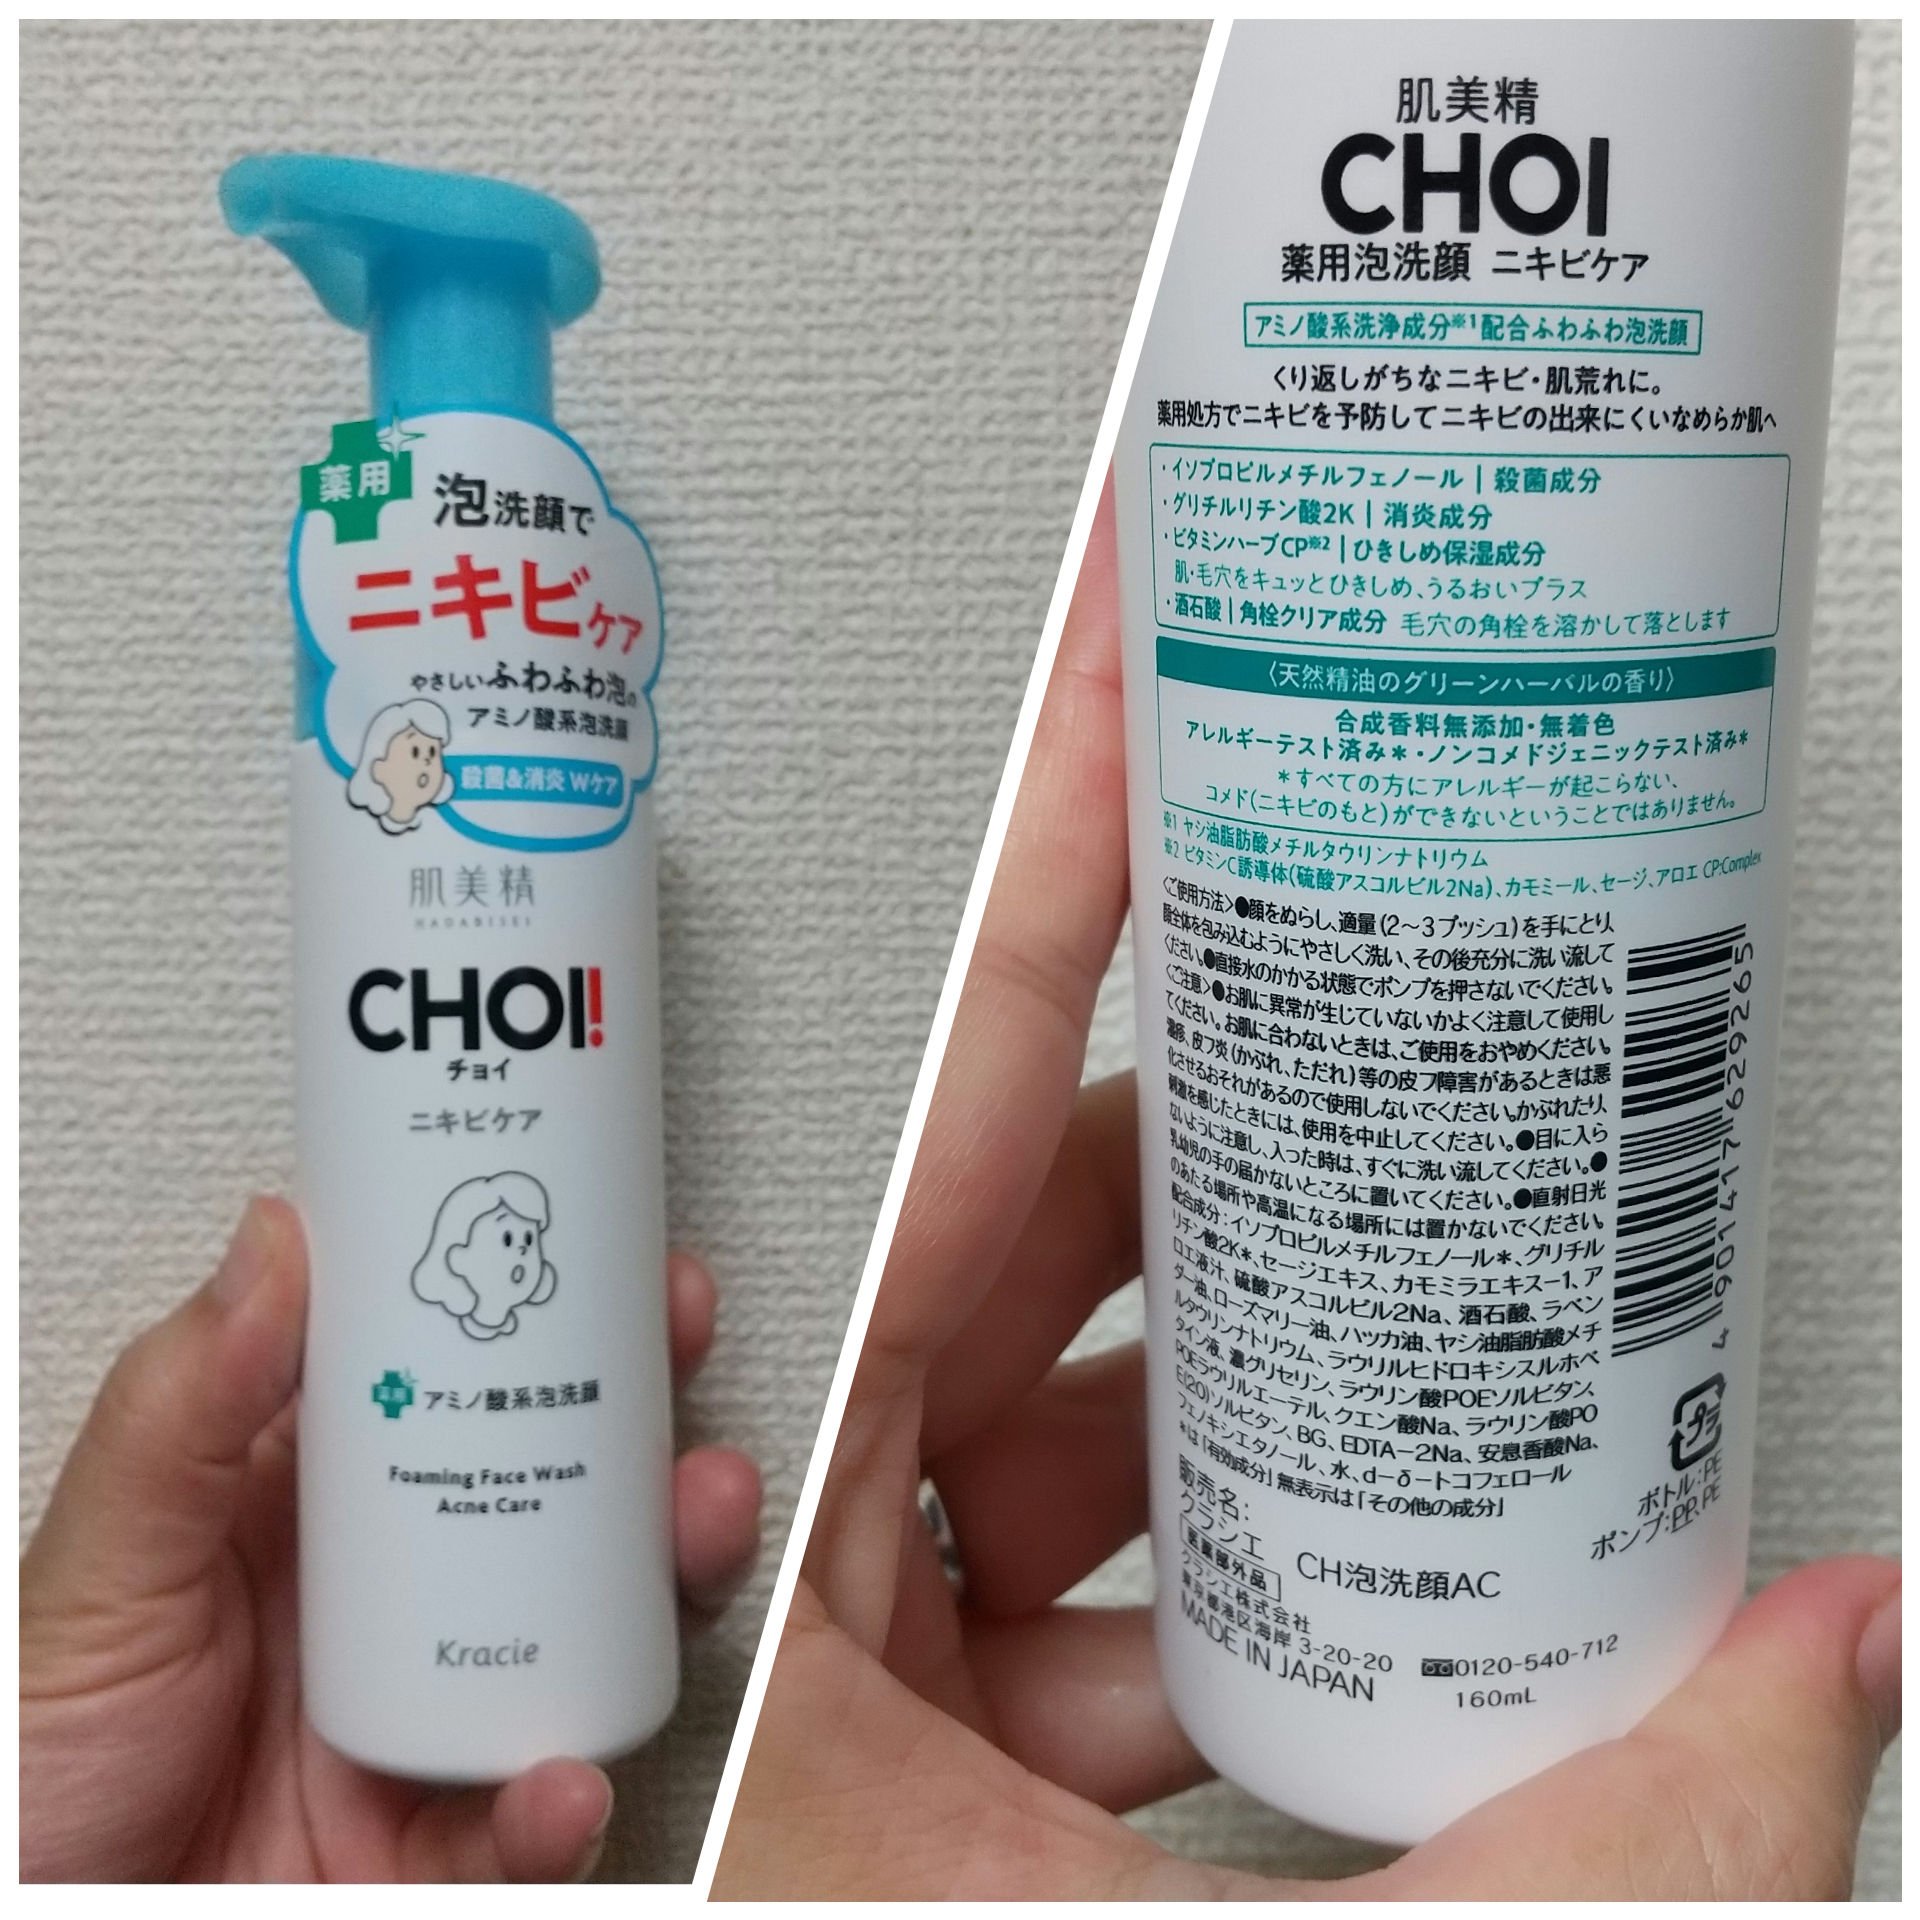 薬用
泡洗顔で
ニキビケア
やさしいふわふわ泡の
アミノ酸系泡洗顔
殺菌&消炎 Wケア
肌美精
HADABISEI
CHOI!
チョイ
ニキビケア
薬用 アミノ酸系泡洗顔
Foaming Face Wash
Acne Care
Kracie
肌美精
CHOI
薬用泡洗顔 ニキビケア
アミノ酸系洗浄成分※1配合ふわふわ泡洗顔
くり返しがちなニキビ・肌荒れに。
薬用処方でニキビを予防してニキビの出来にくいなめらか肌へ
・イソプロピルメチルフェノール | 殺菌成分
・グリチルリチン酸2K | 消炎成分
・ビタミンハーブCP※2 | ひきしめ保湿成分
肌・毛穴をキュッとひきしめ、うるおいプラス
・酒石酸 | 角栓クリア成分 毛穴の角栓を溶かして落とします
〈天然精油のグリーンハーバルの香り〉
合成香料無添加・無着色
アレルギーテスト済み＊・ノンコメドジェニックテスト済み＊
＊すべての方にアレルギーが起こらない、
コメド(ニキビのもと)ができないということではありません。
※1 ヤシ油脂肪酸メチルタウリンナトリウム
※2 ビタミンC誘導体(硫酸アスコルビル2Na)、カモミール、セージ、アロエ CP:Complex
〈ご使用方法〉●顔をぬらし、適量(2〜3プッシュ)を手にとり、
顔全体を包み込むようにやさしく洗い、その後充分に洗い流して
ください。●直接水のかかる状態でポンプを押さないでください。
〈ご注意〉●お肌に異常が生じていないかよく注意して使用し
てください。お肌に合わないときは、ご使用をおやめください。
湿疹、皮フ炎(かぶれ、ただれ)等の皮フ障害があるときは悪
化させるおそれがあるので使用しないでください。かぶれたり、
刺激を感じたときには、使用を中止してください。●目に入ら
ないように注意し、入った時は、すぐに洗い流してください。●
乳幼児の手の届かないところに置いてください。●直射日光
のあたる場所や高温になる場所には置かないでください。
配合成分:イソプロピルメチルフェノール＊、グリチル
リチン酸2K＊、セージエキス、カモミラエキス−1、ア
ロエ液汁、硫酸アスコルビル2Na、酒石酸、ラベン
ダー油、ローズマリー油、ハッカ油、ヤシ油脂肪酸メチ
ルタウリンナトリウム、ラウリルヒドロキシスルホベ
タイン液、濃グリセリン、ラウリン酸POEソルビタン、
POEラウリルエーテル、クエン酸Na、ラウリン酸PO
E(20)ソルビタン、BG、EDTA−2Na、安息香酸Na、
フェノキシエタノール、水、d−δ−トコフェロール
＊は「有効成分」無表示は「その他の成分」
販売名:
クラシエ CH泡洗顔AC
医薬部外品
クラシエ株式会社
東京都港区海岸 3-20-20
MADE IN JAPAN
0120-540-712
160mL
4 901417 629265
プラ
ボトル:PE
ポンプ:PP、PE